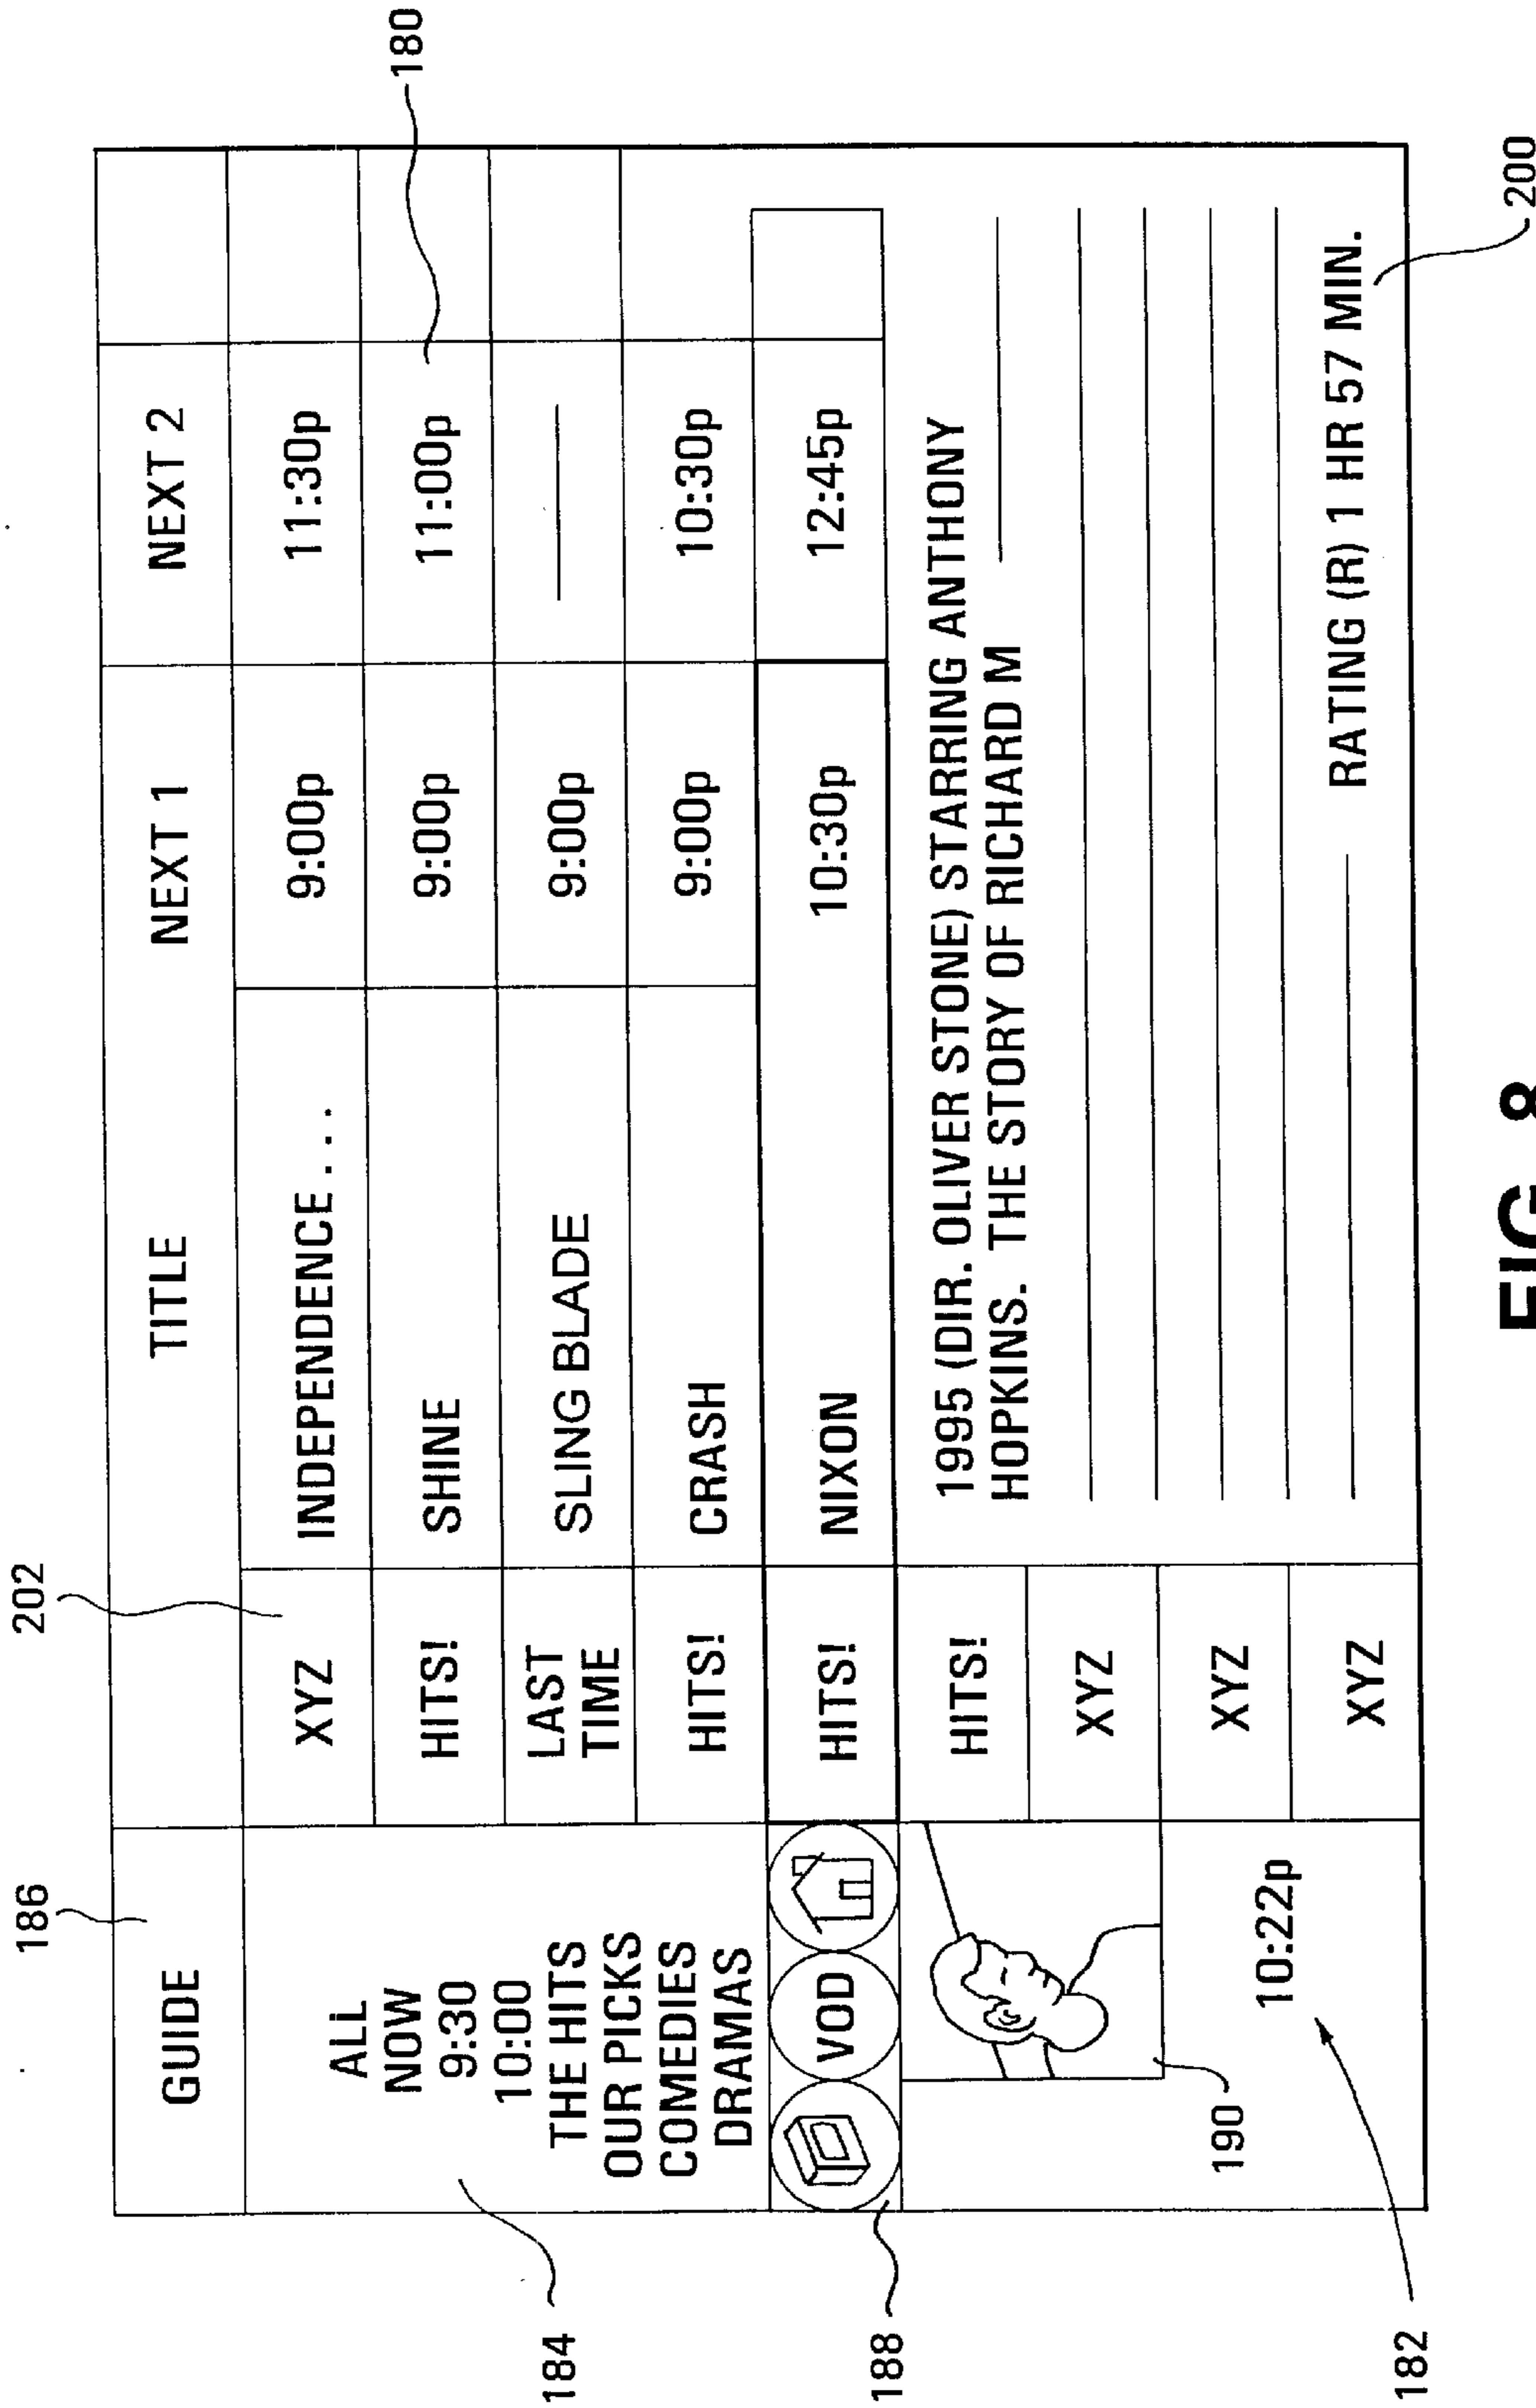 202
186
180
GUIDE
TITLE
NEXT 1
NEXT 2
XYZ
INDEPENDENCE...
9:00p
11:30p
HITS!
SHINE
9:00p
11:00p
LAST
TIME
SLING BLADE
9:00p
HITS!
CRASH
9:00p
10:30p
HITS!
NIXON
10:30p
12:45p
ALL
NOW
9:30
10:00
THE HITS
OUR PICKS
COMEDIES
DRAMAS
184
VOD
188
HITS!
XYZ
XYZ
XYZ
1995 (DIR. OLIVER STONE) STARRING ANTHONY
HOPKINS. THE STORY OF RICHARD M
RATING (R) 1 HR 57 MIN.
190
10:22p
182
200
FIG. 8